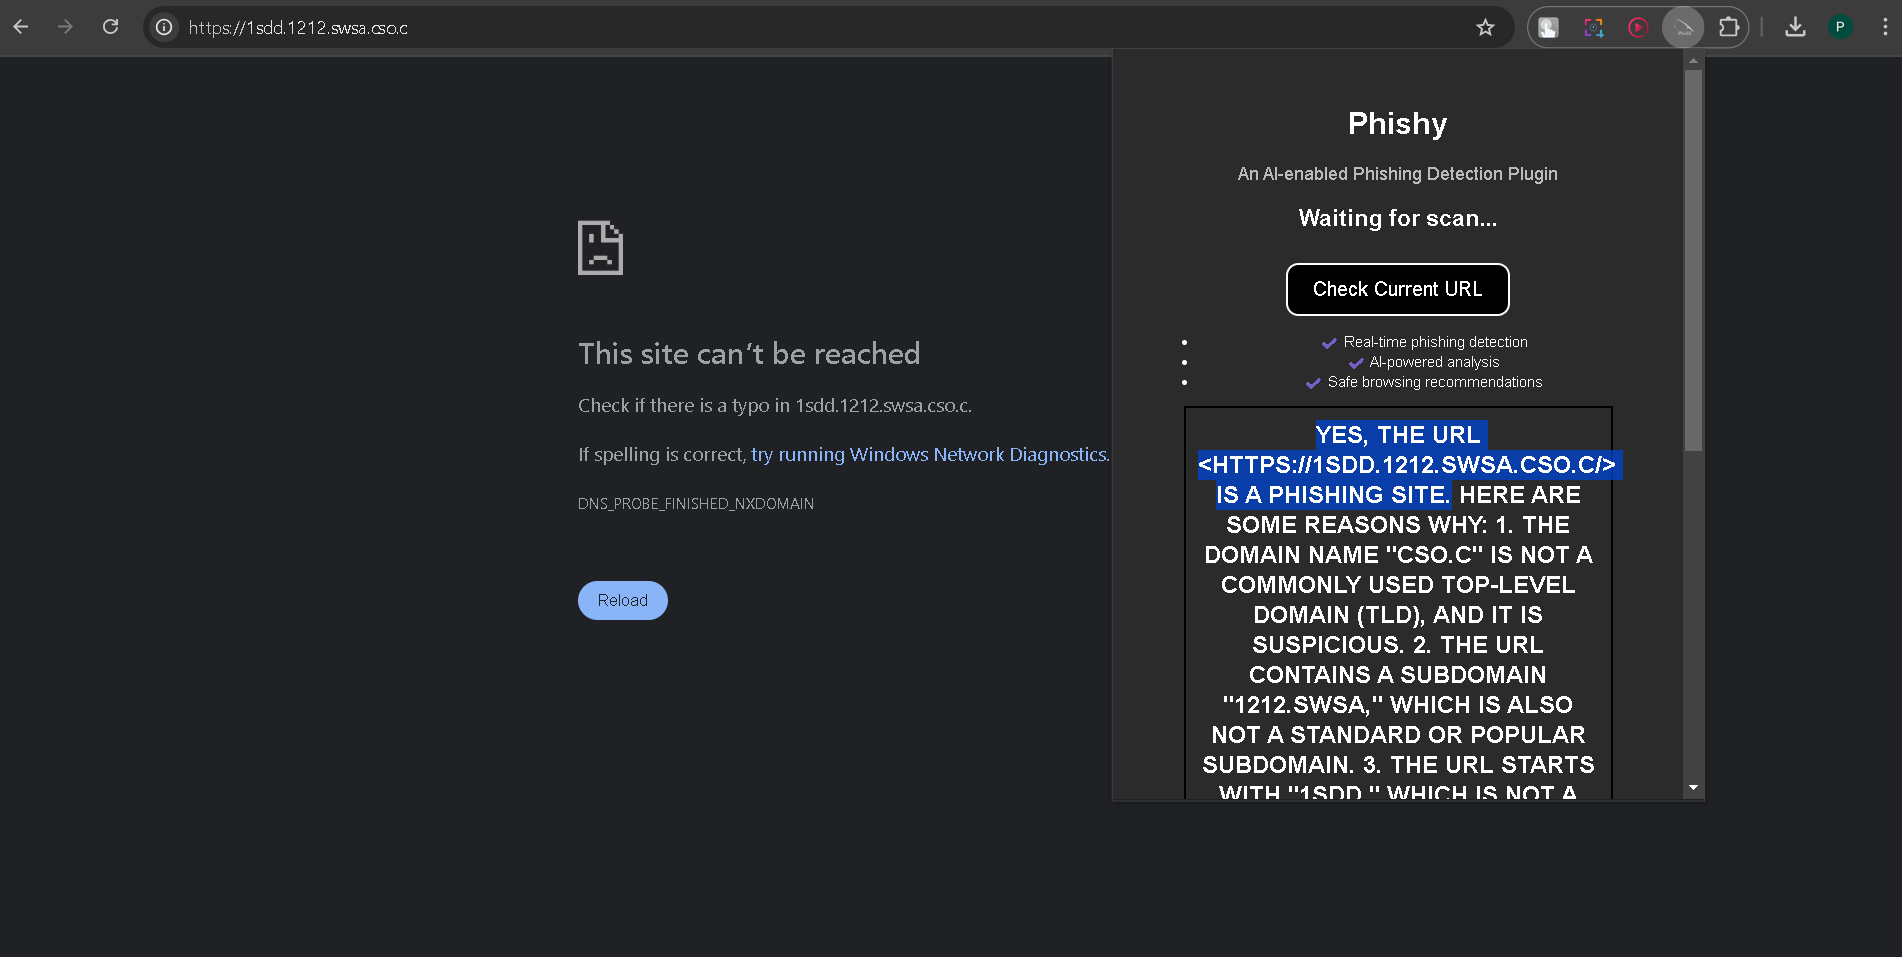 https://1sdd.1212.swsa.cso.c
P
This site can't be reached
Check if there is a typo in 1sdd.1212.swsa.cso.c.
If spelling is correct, try running Windows Network Diagnostics.
DNS_PROBE_FINISHED_NXDOMAIN
Reload
Phishy
An AI-enabled Phishing Detection Plugin
Waiting for scan...
Check Current URL
Real-time phishing detection
AI-powered analysis
Safe browsing recommendations
YES, THE URL
<HTTPS://1SDD.1212.SWSA.CSO.C/>
IS A PHISHING SITE. HERE ARE
SOME REASONS WHY: 1. THE
DOMAIN NAME "CSO.C" IS NOT A
COMMONLY USED TOP-LEVEL
DOMAIN (TLD), AND IT IS
SUSPICIOUS. 2. THE URL
CONTAINS A SUBDOMAIN
"1212.SWSA," WHICH IS ALSO
NOT A STANDARD OR POPULAR
SUBDOMAIN. 3. THE URL STARTS
WITH "1SDD," WHICH IS NOT A